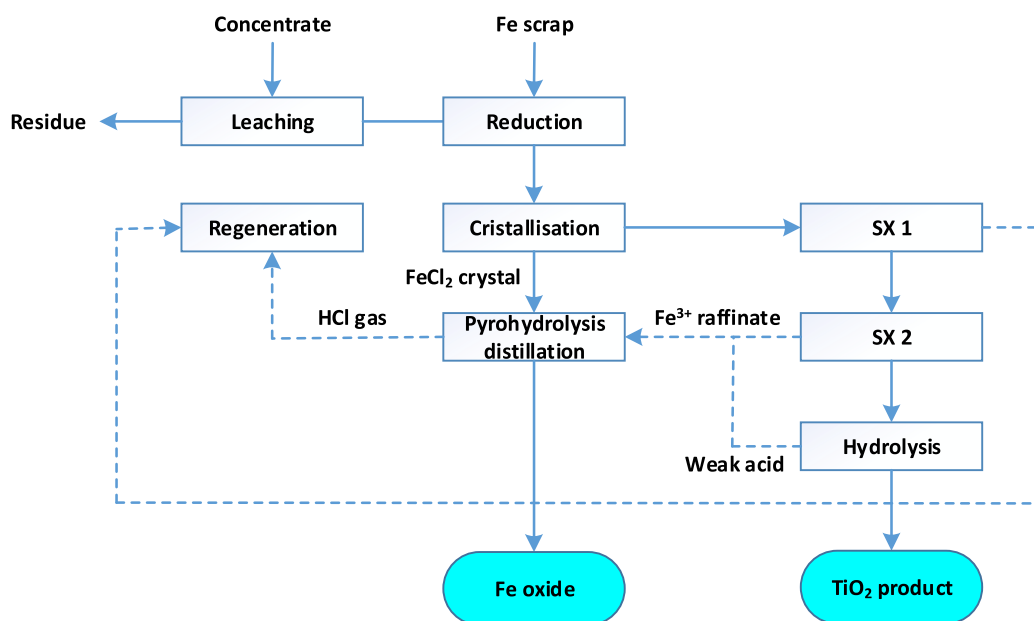 Concentrate
Fe scrap
Residue
Leaching
Reduction
Regeneration
Cristallisation
SX 1
FeCl₂ crystal
HCl gas
Pyrohydrolysis
distillation
Fe³⁺ raffinate
SX 2
Hydrolysis
Weak acid
Fe oxide
TiO₂ product